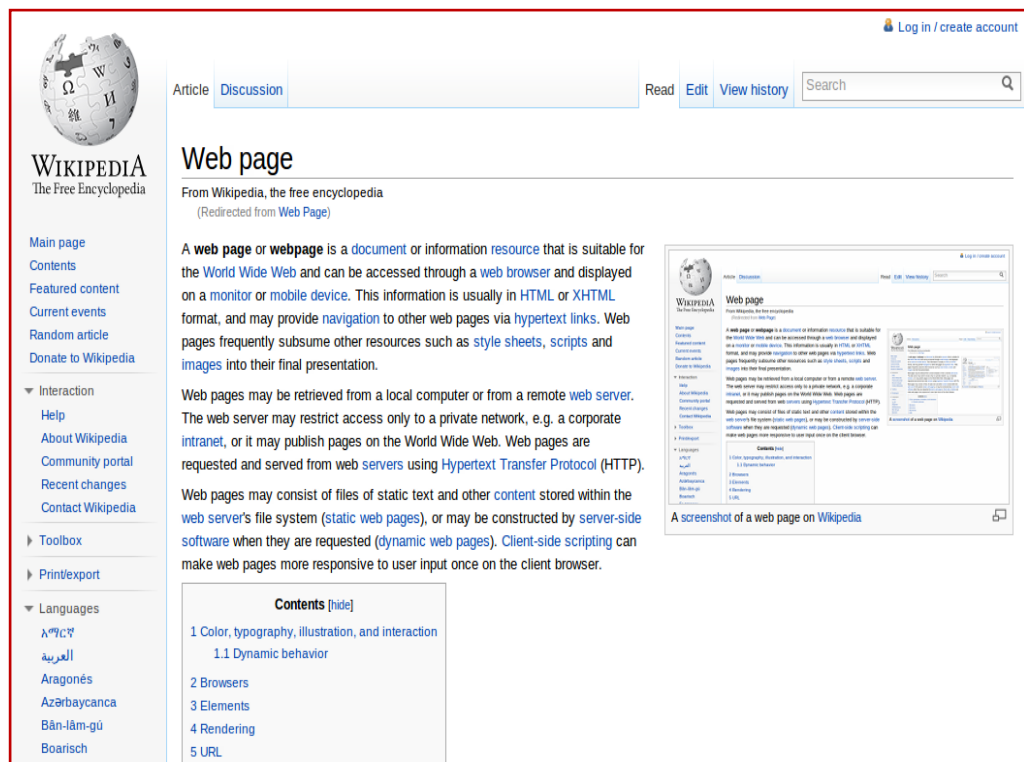 Log in / create account
Article Discussion Read Edit View history Search
WIKIPEDIA
The Free Encyclopedia
Main page
Contents
Featured content
Current events
Random article
Donate to Wikipedia
Interaction
Help
About Wikipedia
Community portal
Recent changes
Contact Wikipedia
Toolbox
Print/export
Languages
አማርኛ
العربية
Aragonés
Azərbaycanca
Bân-lâm-gú
Boarisch
Web page
From Wikipedia, the free encyclopedia
(Redirected from Web Page)
A web page or webpage is a document or information resource that is suitable for
the World Wide Web and can be accessed through a web browser and displayed
on a monitor or mobile device. This information is usually in HTML or XHTML
format, and may provide navigation to other web pages via hypertext links. Web
pages frequently subsume other resources such as style sheets, scripts and
images into their final presentation.
Web pages may be retrieved from a local computer or from a remote web server.
The web server may restrict access only to a private network, e.g. a corporate
intranet, or it may publish pages on the World Wide Web. Web pages are
requested and served from web servers using Hypertext Transfer Protocol (HTTP).
Web pages may consist of files of static text and other content stored within the
web server's file system (static web pages), or may be constructed by server-side
software when they are requested (dynamic web pages). Client-side scripting can
make web pages more responsive to user input once on the client browser.
Contents [hide]
1 Color, typography, illustration, and interaction
1.1 Dynamic behavior
2 Browsers
3 Elements
4 Rendering
5 URL
A screenshot of a web page on Wikipedia